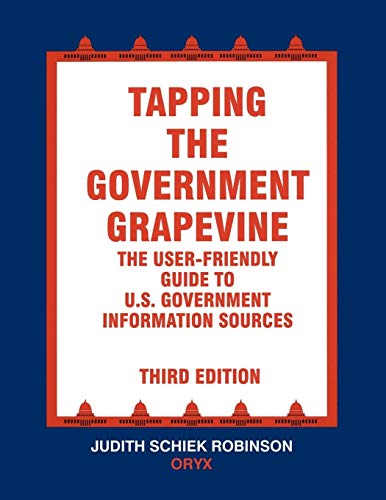 TAPPING
THE
GOVERNMENT
GRAPEVINE
THE USER-FRIENDLY
GUIDE TO
U.S. GOVERNMENT
INFORMATION SOURCES
THIRD EDITION
JUDITH SCHIEK ROBINSON
ORYX